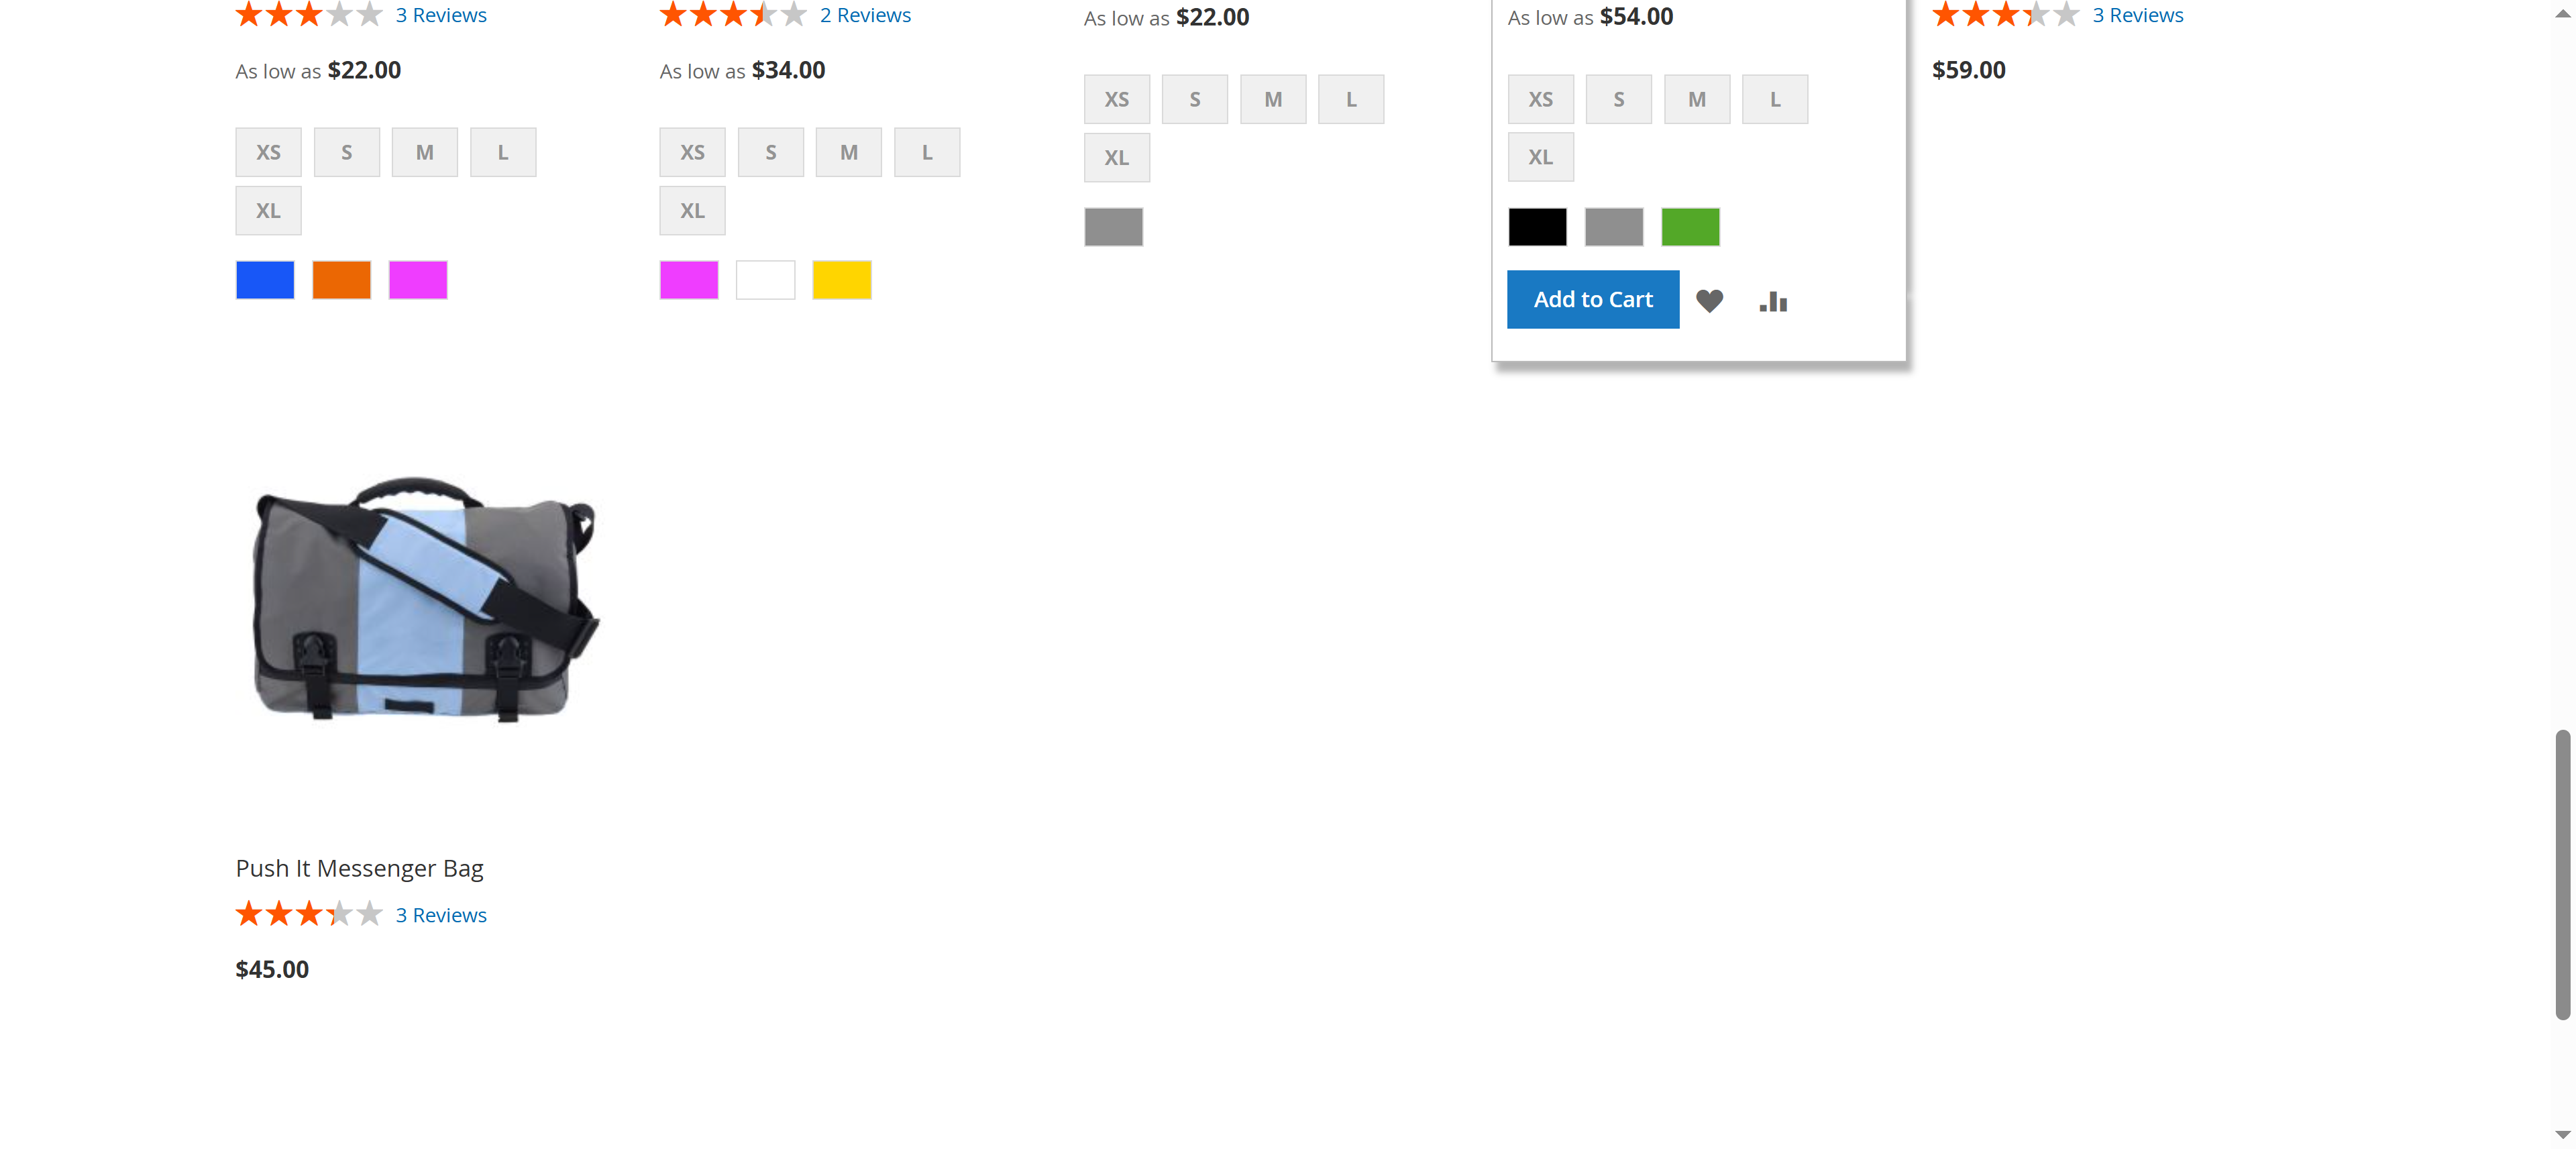 3 Reviews
As low as $22.00
XS S M L
XL
2 Reviews
As low as $34.00
XS S M L
XL
As low as $22.00
XS S M L
XL
As low as $54.00
XS S M L
XL
Add to Cart
3 Reviews
$59.00
Push It Messenger Bag
3 Reviews
$45.00